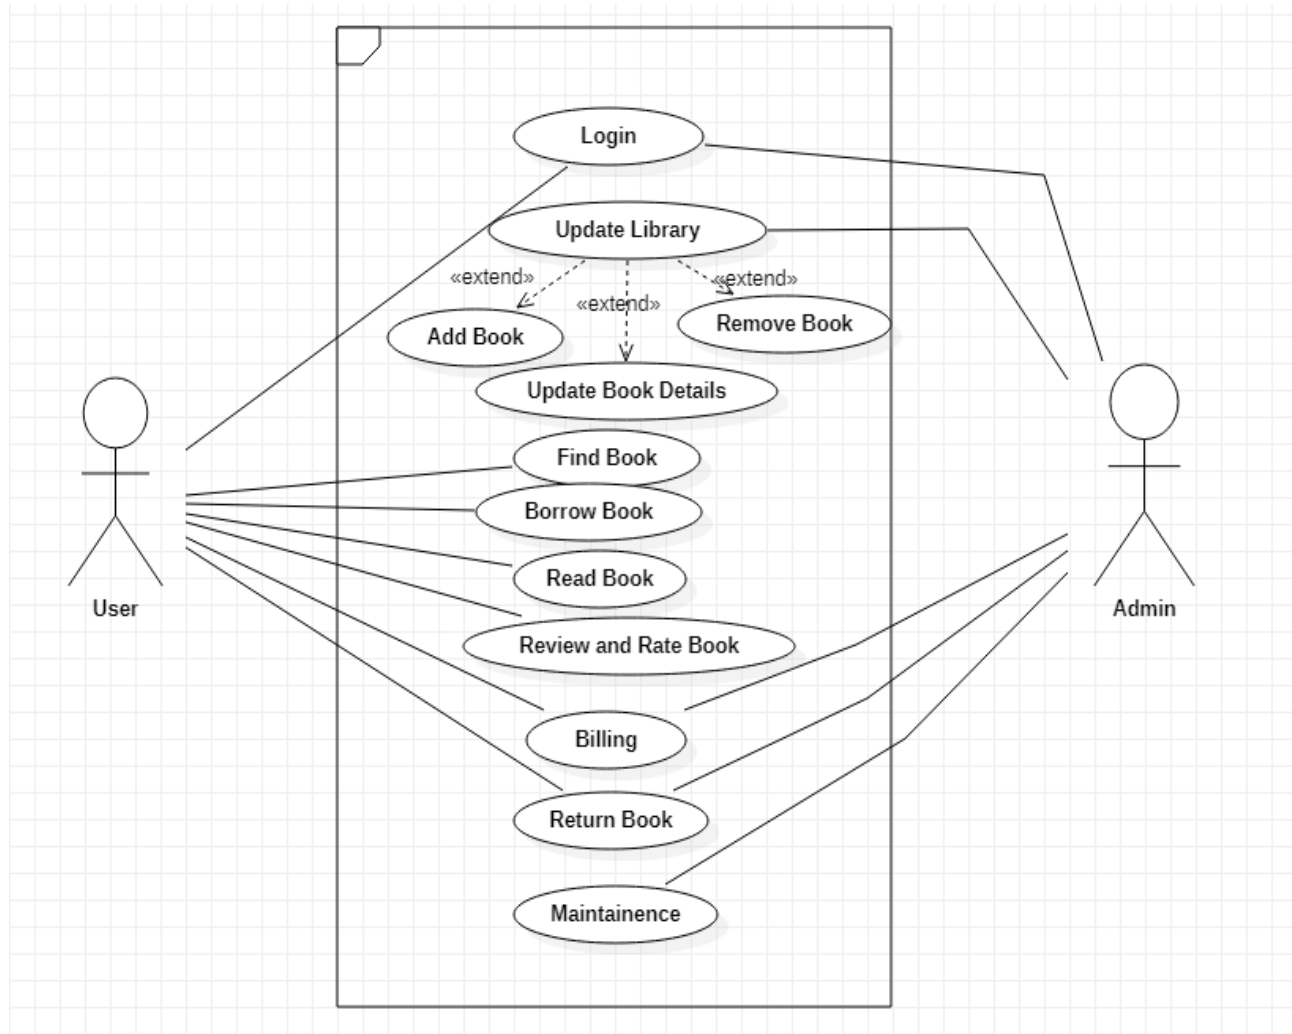 Login
Update Library
«extend»
«extend»
«extend»
Add Book
Remove Book
Update Book Details
Find Book
Borrow Book
Read Book
User
Admin
Review and Rate Book
Billing
Return Book
Maintainence